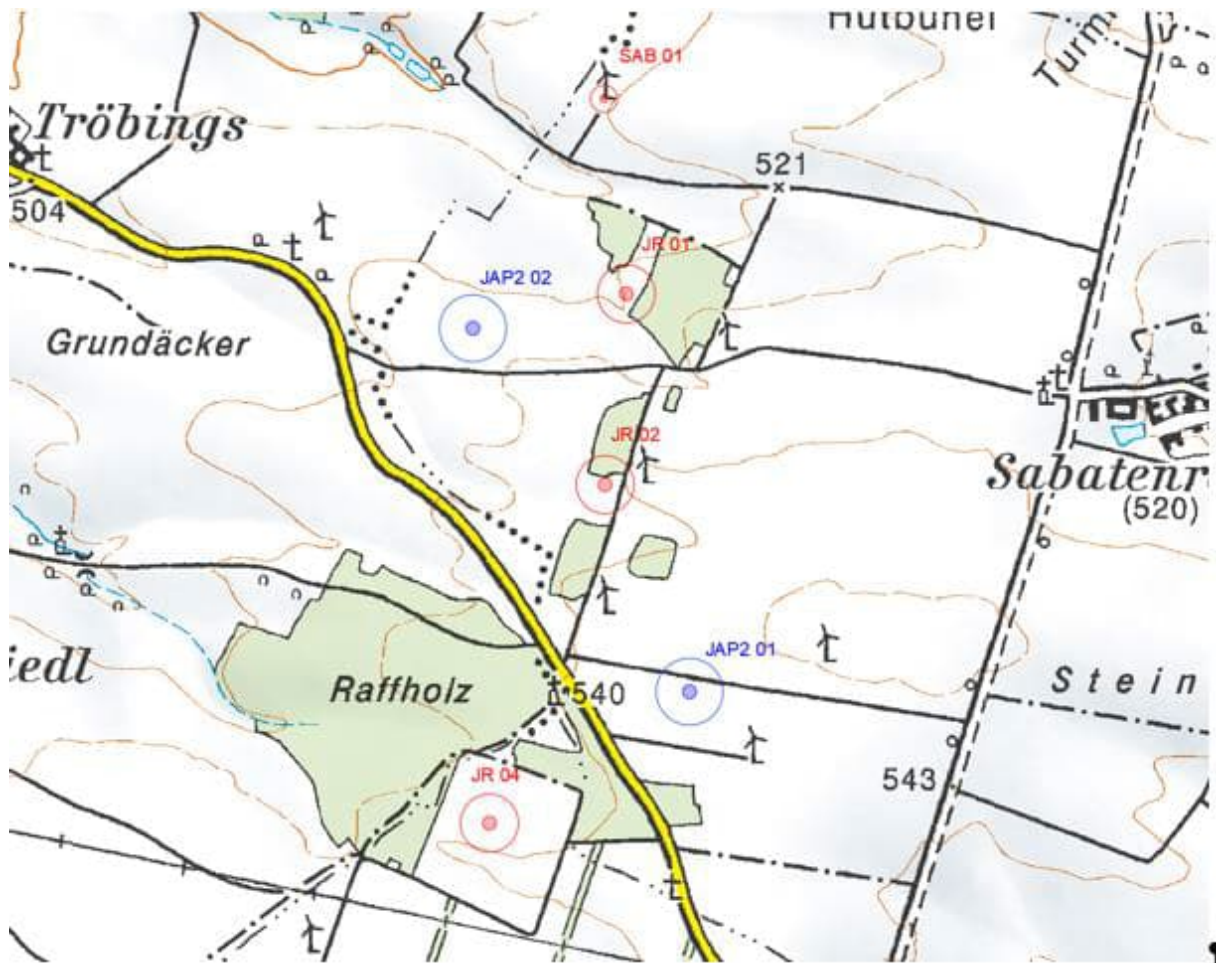 SAB 01
Tröbings
521
504
JR 01
JAP2 02
Grundäcker
JR 02
Sabatenr
(520)
JAP2 01
iedl
Raffholz
540
Stein
JR 04
543